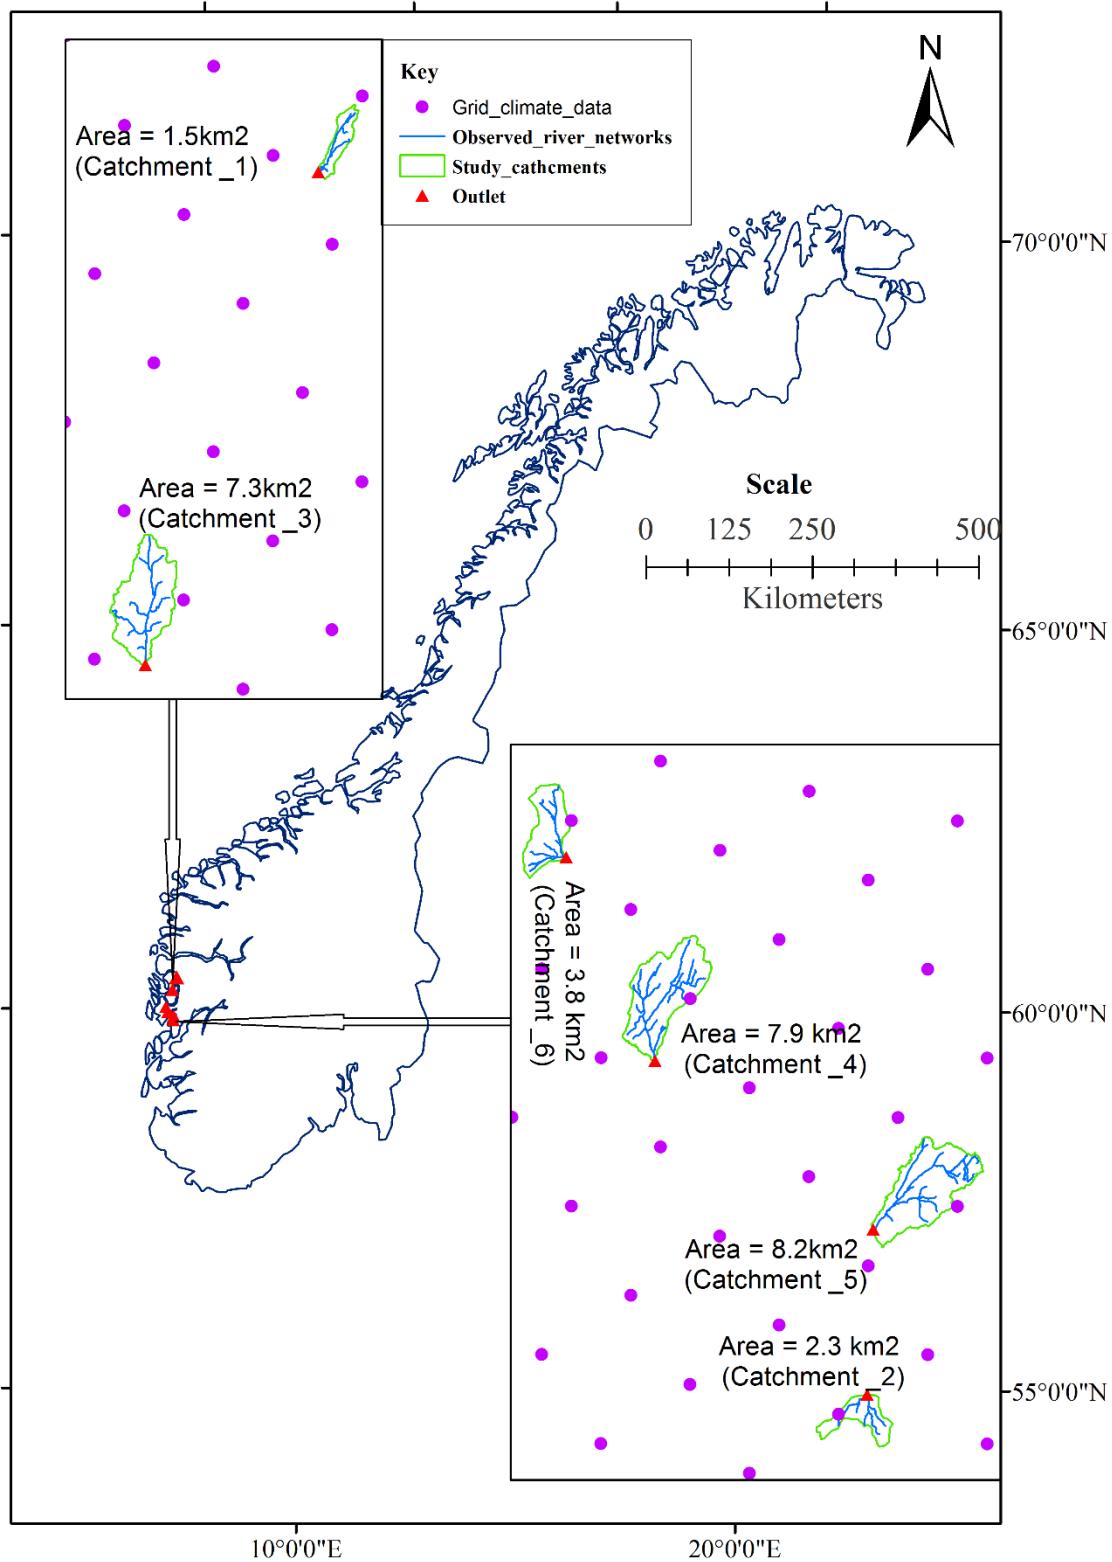 Key
Grid_climate_data
Observed_river_networks
Study_cathcments
Outlet
N
Area = 1.5km2
(Catchment _1)
Area = 7.3km2
(Catchment _3)
70°0'0"N
Scale
0 125 250 500
Kilometers
65°0'0"N
Area = 3.8 km2
(Catchment _6)
Area = 7.9 km2
(Catchment _4)
60°0'0"N
Area = 8.2km2
(Catchment _5)
Area = 2.3 km2
(Catchment _2)
55°0'0"N
10°0'0"E
20°0'0"E